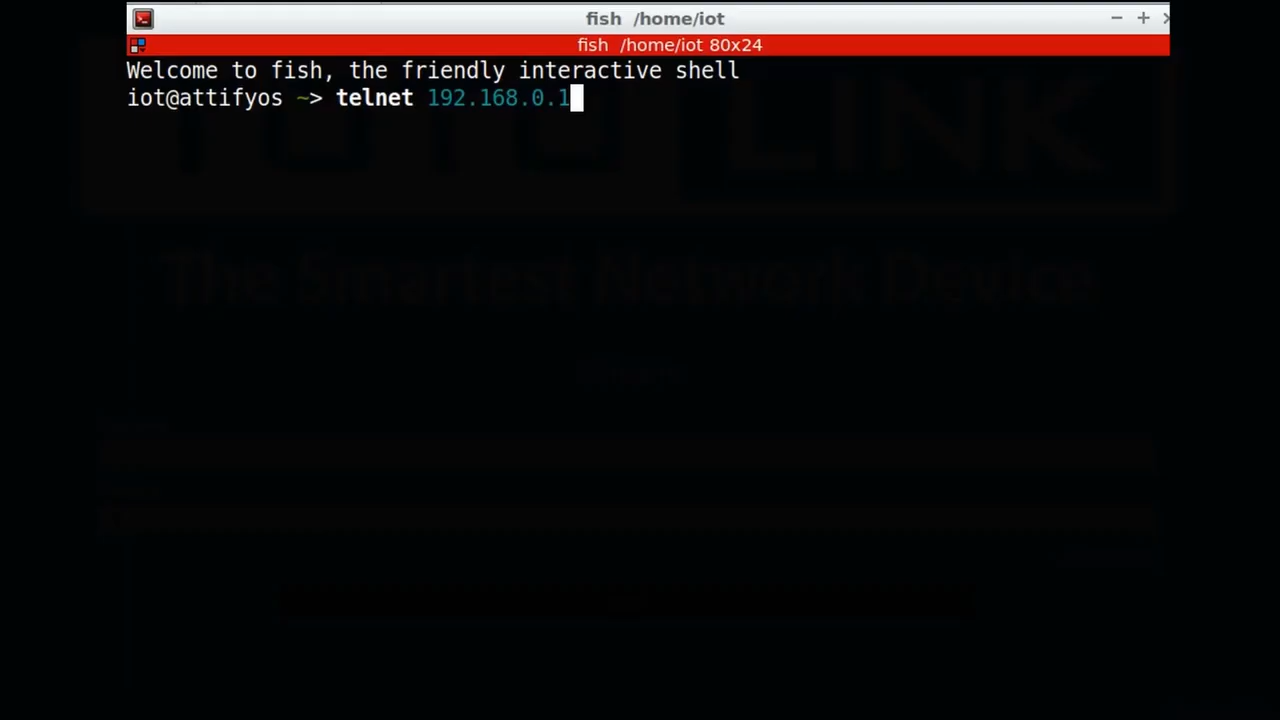 fish /home/iot
fish /home/iot 80x24
Welcome to fish, the friendly interactive shell
iot@attifyos ~> telnet 192.168.0.1
TOTO LINK
The Smartest Network Device